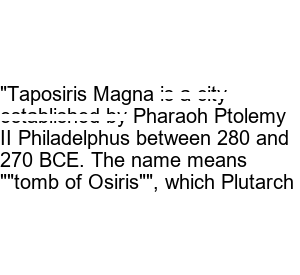 "Taposiris Magna is a city
established by Pharaoh Ptolemy
II Philadelphus between 280 and
270 BCE. The name means
""tomb of Osiris"", which Plutarch